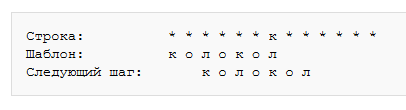 Строка: * * * * * * к * * * * * *
Шаблон: к о л о к о л
Следующий шаг: к о л о к о л